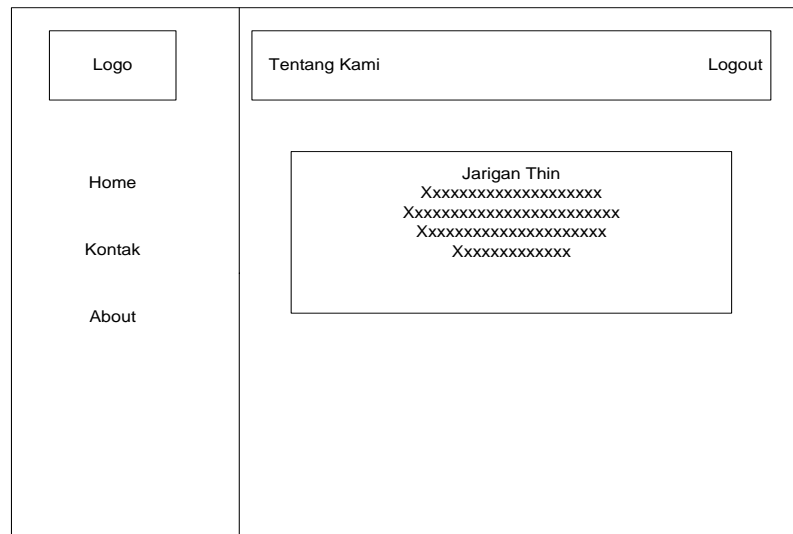 Logo
Tentang Kami
Logout
Home
Kontak
About
Jarigan Thin
Xxxxxxxxxxxxxxxxxxxx
Xxxxxxxxxxxxxxxxxxxxxxxx
Xxxxxxxxxxxxxxxxxxxxx
Xxxxxxxxxxxxx